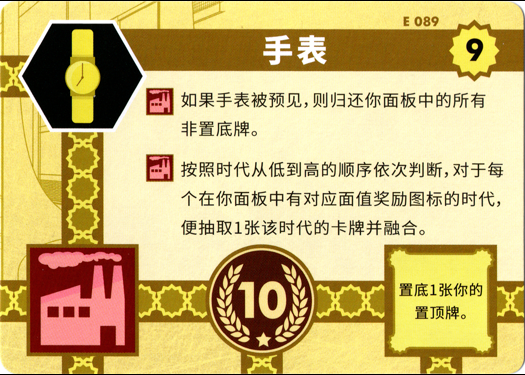 E 089
手表
9
如果手表被预见，则归还你面板中的所有
非置底牌。
按照时代从低到高的顺序依次判断，对于每
个在你面板中有对应面值奖励图标的时代，
便抽取1张该时代的卡牌并融合。
10
置底1张你的
置顶牌。